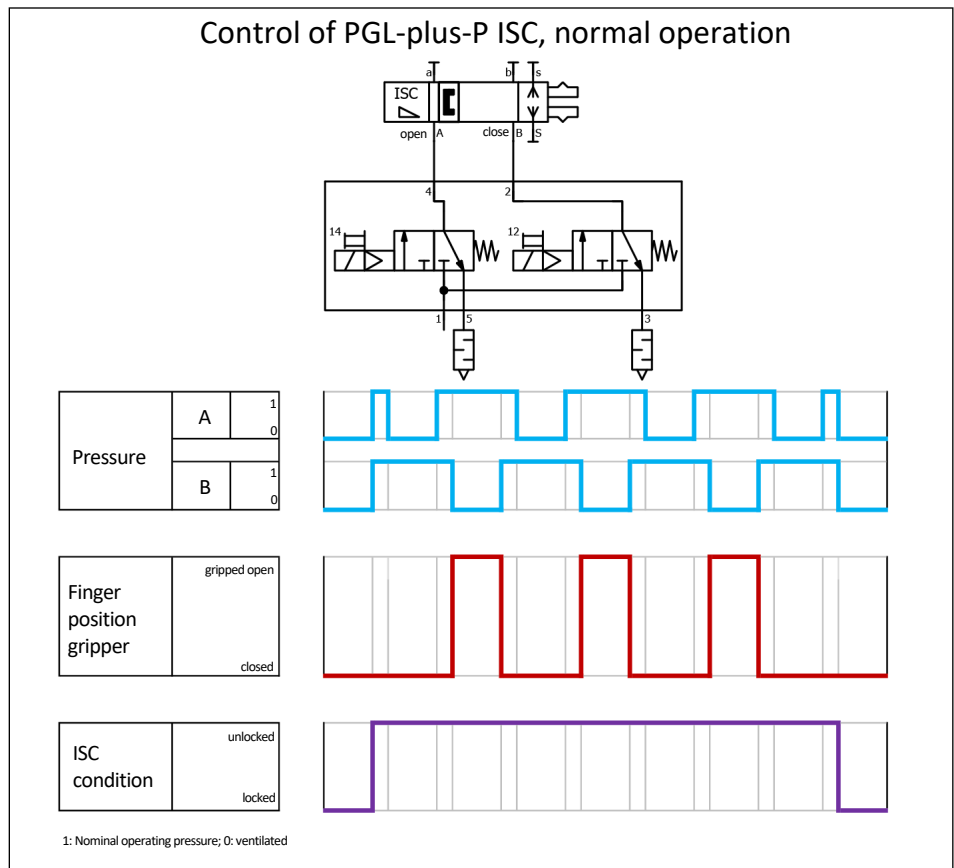 Control of PGL-plus-P ISC, normal operation
a b s
ISC
open A close B S
4 2
14 12
1 5 3
Pressure
A 1
0
B 1
0
Finger
position
gripper
gripped open
closed
ISC
condition
unlocked
locked
1: Nominal operating pressure; 0: ventilated